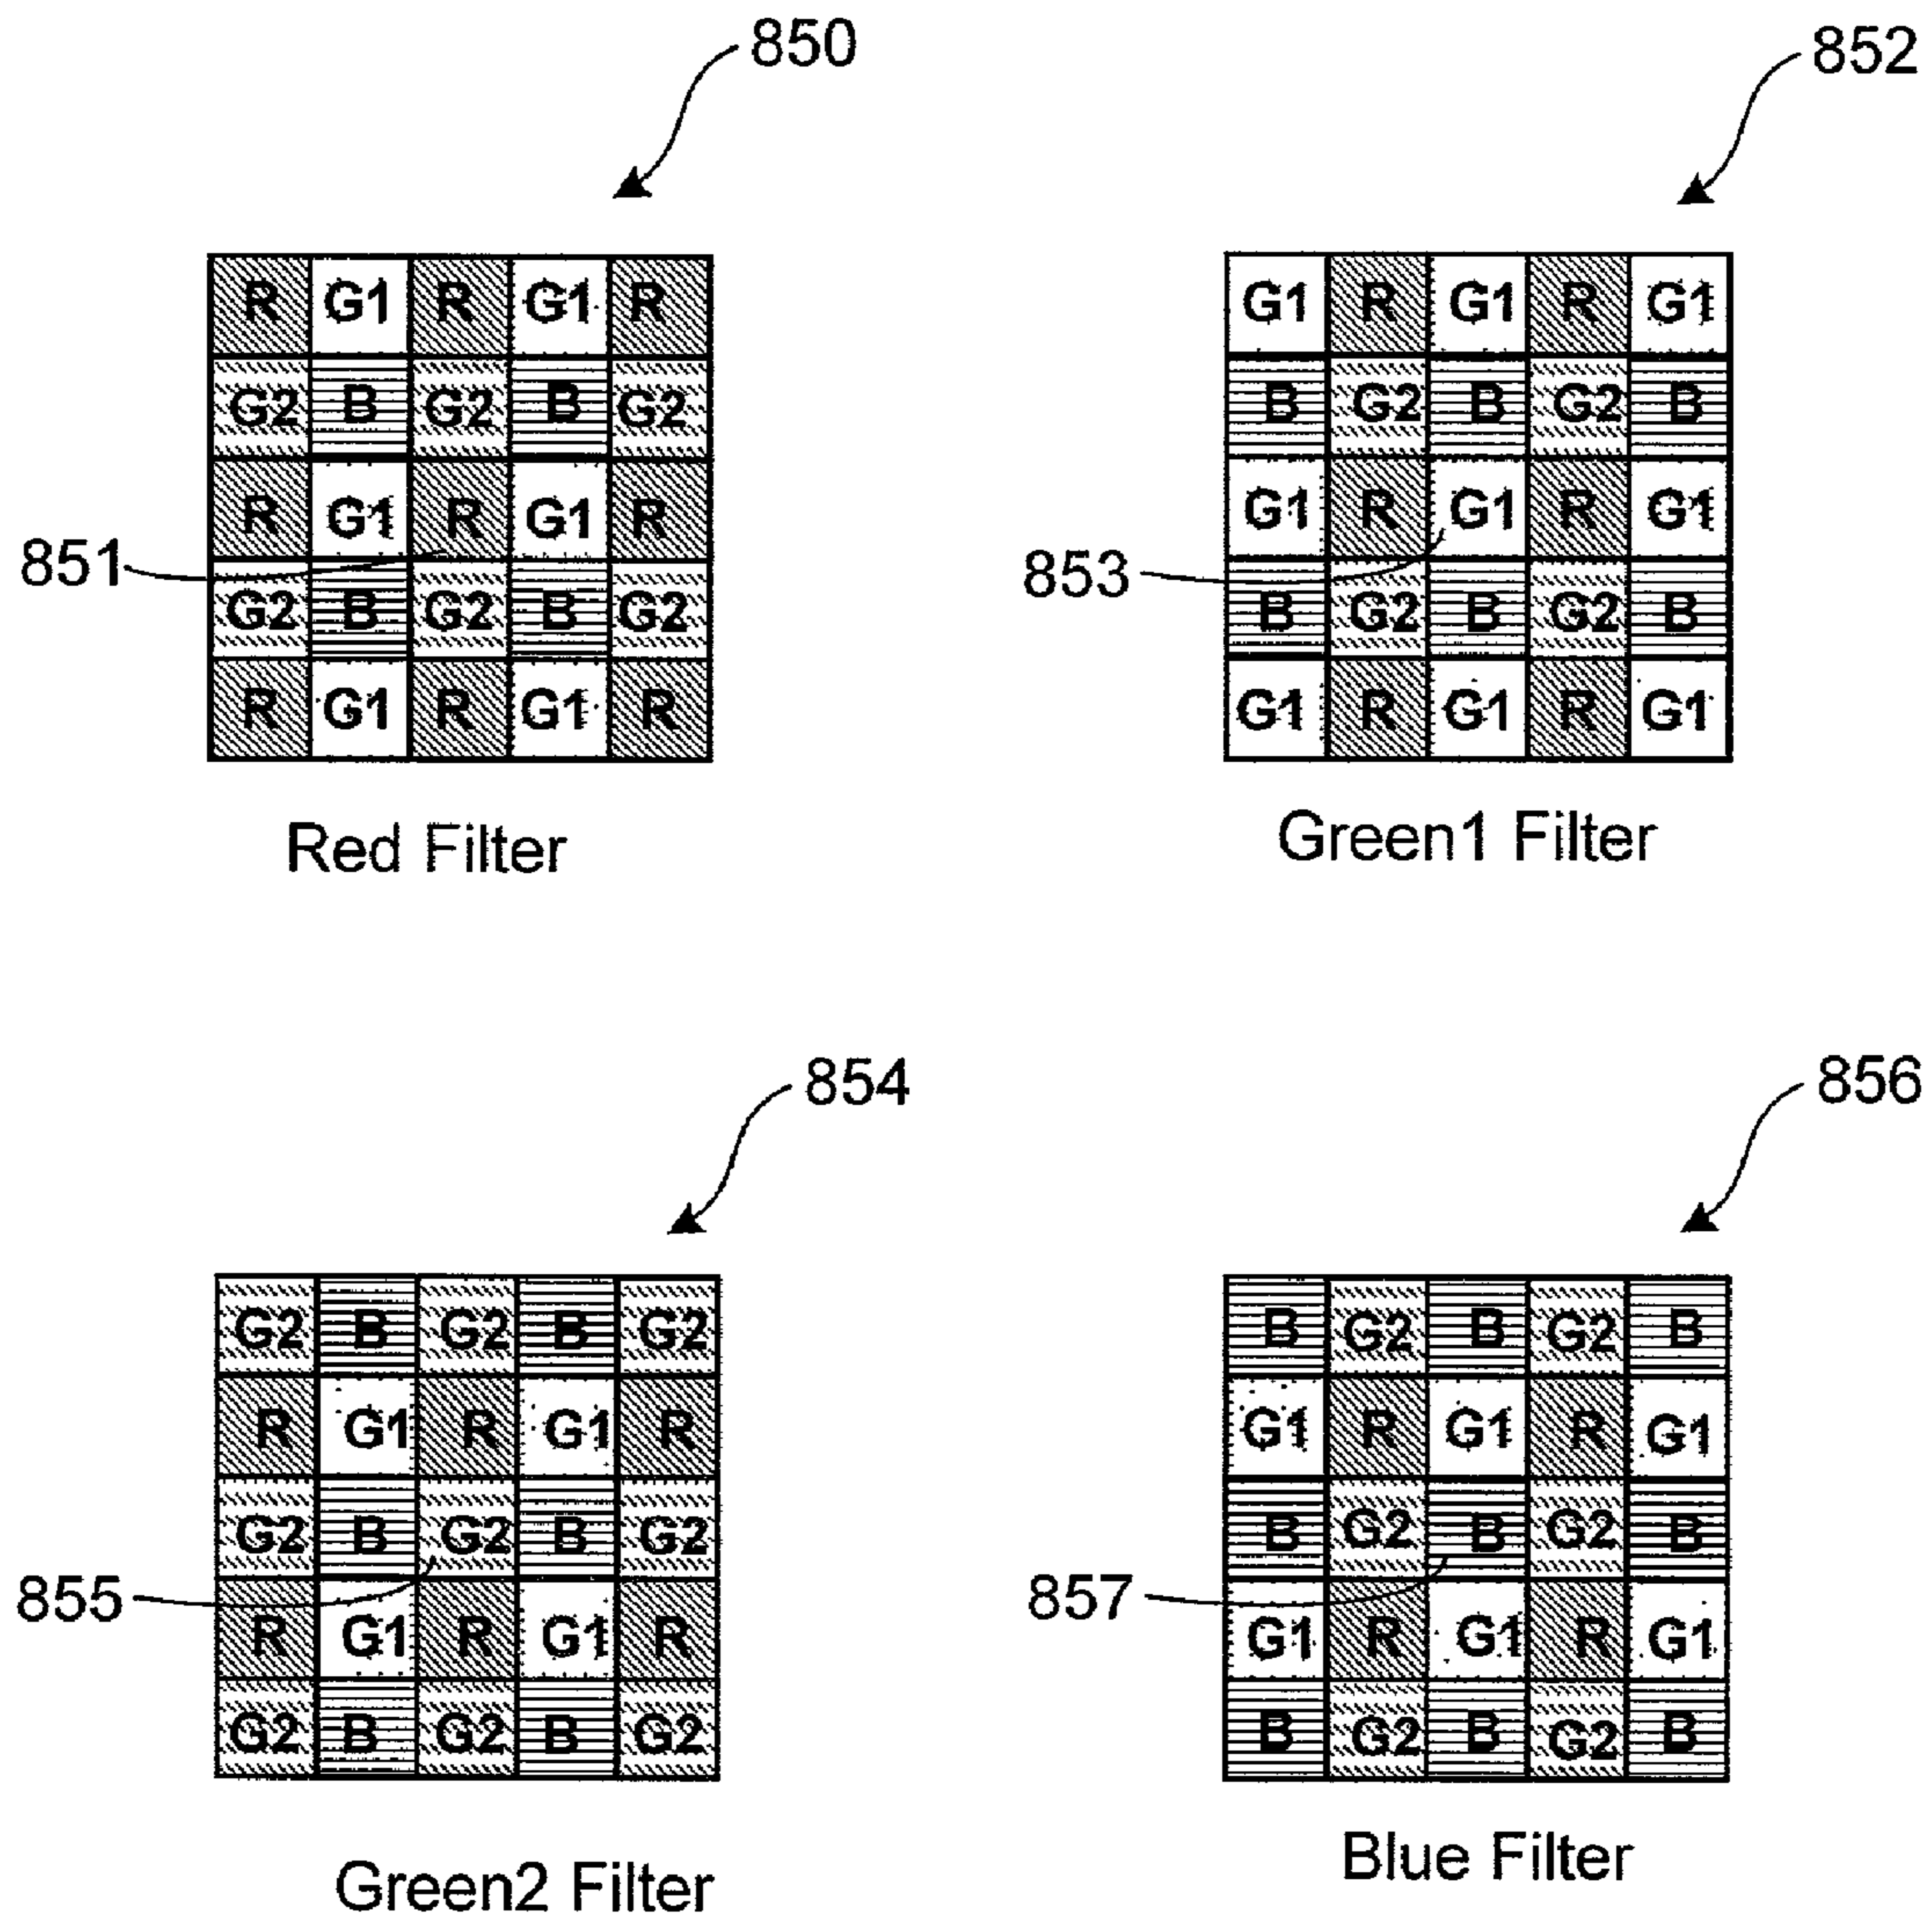 850
R G1 R G1 R
G2 B G2 B G2
R G1 R G1 R
851
G2 B G2 B G2
R G1 R G1 R
Red Filter
852
G1 R G1 R G1
B G2 B G2 B
G1 R G1 R G1
853
B G2 B G2 B
G1 R G1 R G1
Green1 Filter
854
G2 B G2 B G2
R G1 R G1 R
G2 B G2 B G2
855
R G1 R G1 R
G2 B G2 B G2
Green2 Filter
856
B G2 B G2 B
G1 R G1 R G1
B G2 B G2 B
857
G1 R G1 R G1
B G2 B G2 B
Blue Filter